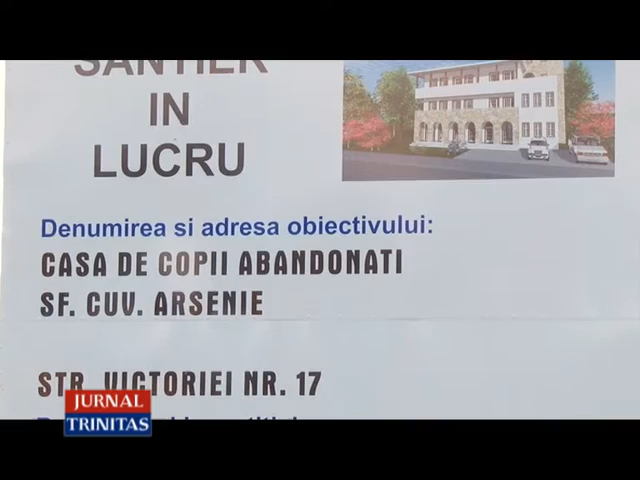 SANTIER
IN
LUCRU
Denumirea si adresa obiectivului:
CASA DE COPII ABANDONATI
SF. CUV. ARSENIE
STR. VICTORIEI NR. 17
JURNAL
TRINITAS